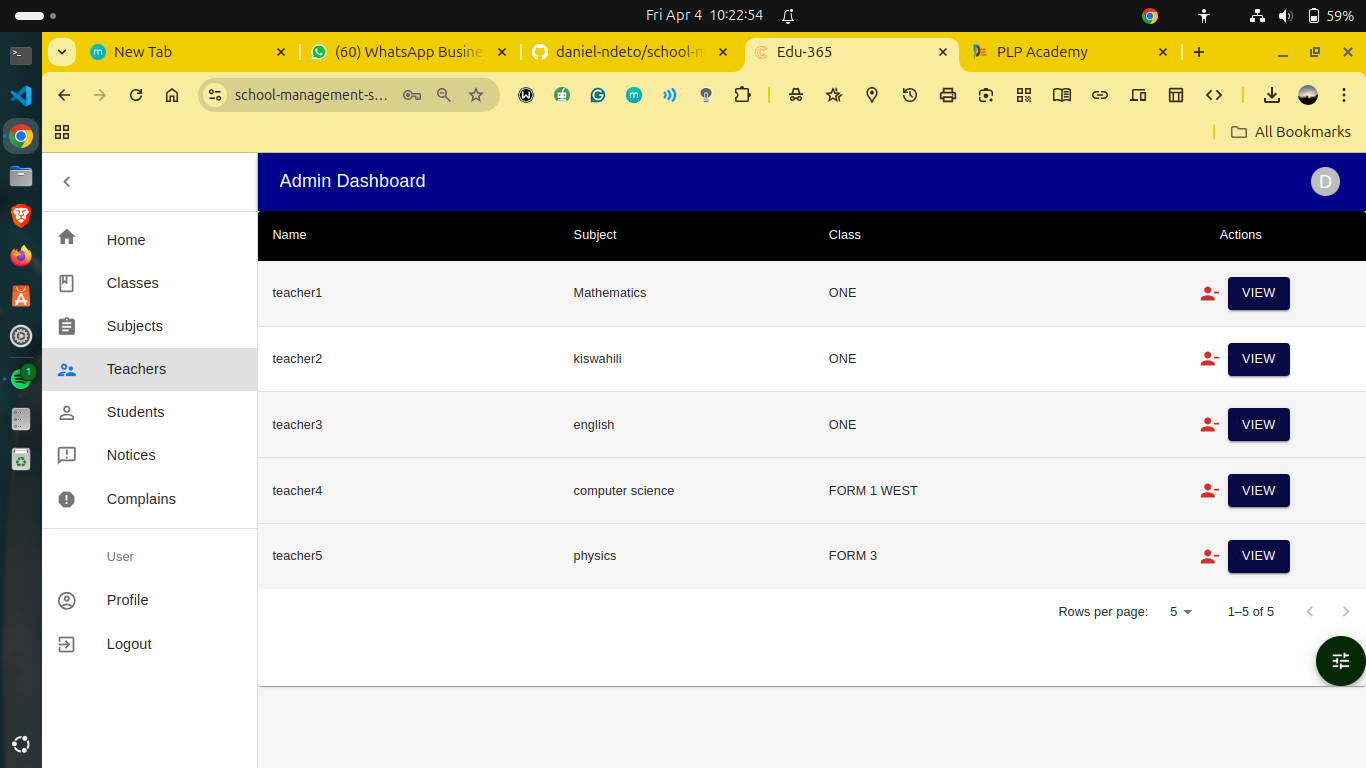 Fri Apr 4 10:22:54
59%
New Tab
(60) WhatsApp Busine
daniel-ndeto/school-m
Edu-365
PLP Academy
school-management-s...
All Bookmarks
Admin Dashboard
D
Home
Classes
Subjects
Teachers
Students
Notices
Complains
User
Profile
Logout
Name Subject Class Actions
teacher1 Mathematics ONE VIEW
teacher2 kiswahili ONE VIEW
teacher3 english ONE VIEW
teacher4 computer science FORM 1 WEST VIEW
teacher5 physics FORM 3 VIEW
Rows per page: 5 1–5 of 5
1